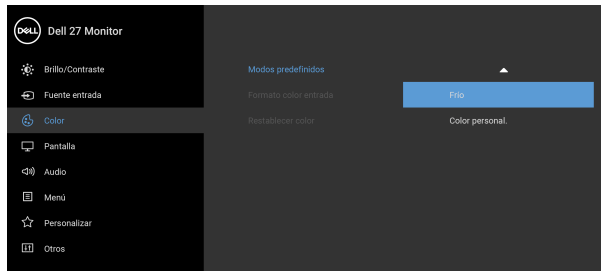 DELL Dell 27 Monitor
Brillo/Contraste
Modos predefinidos
Fuente entrada
Formato color entrada
Frío
Color
Restablecer color
Color personal.
Pantalla
Audio
Menú
Personalizar
Otros